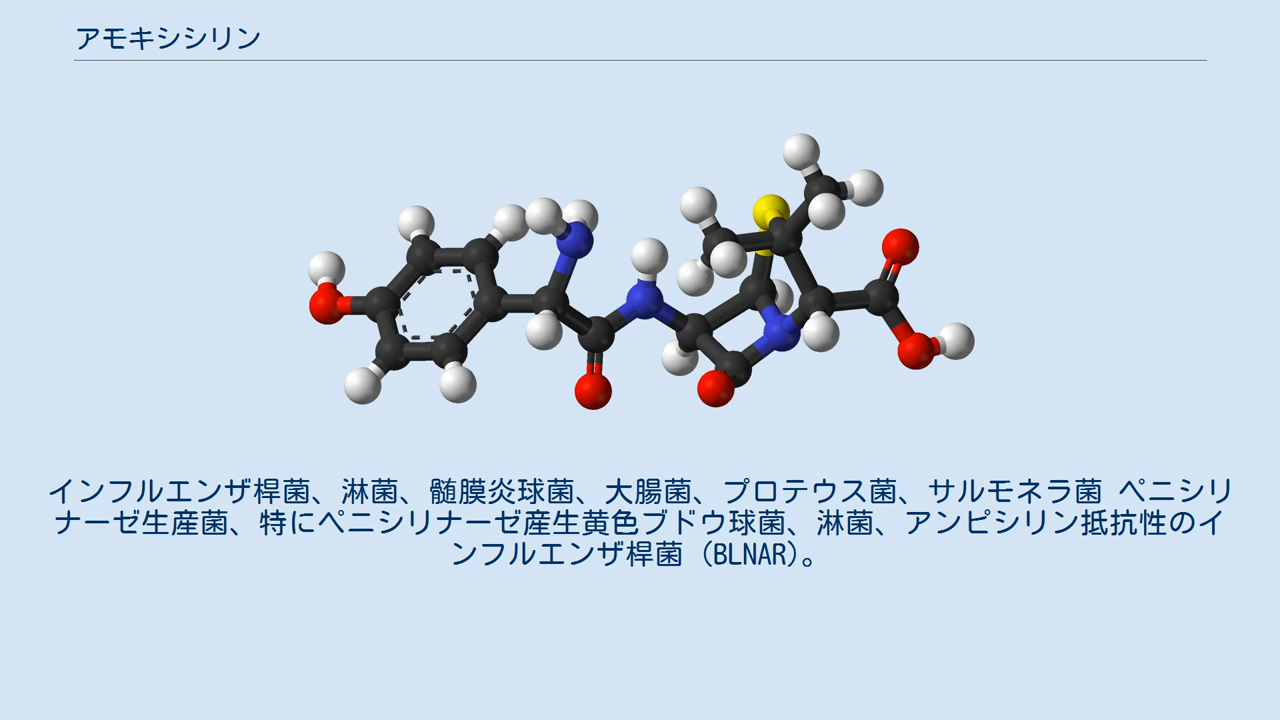 アモキシシリン
インフルエンザ桿菌、淋菌、髄膜炎球菌、大腸菌、プロテウス菌、サルモネラ菌 ペニシリ
ナーゼ生産菌、特にペニシリナーゼ産生黄色ブドウ球菌、淋菌、アンピシリン抵抗性のイ
ンフルエンザ桿菌 (BLNAR)。